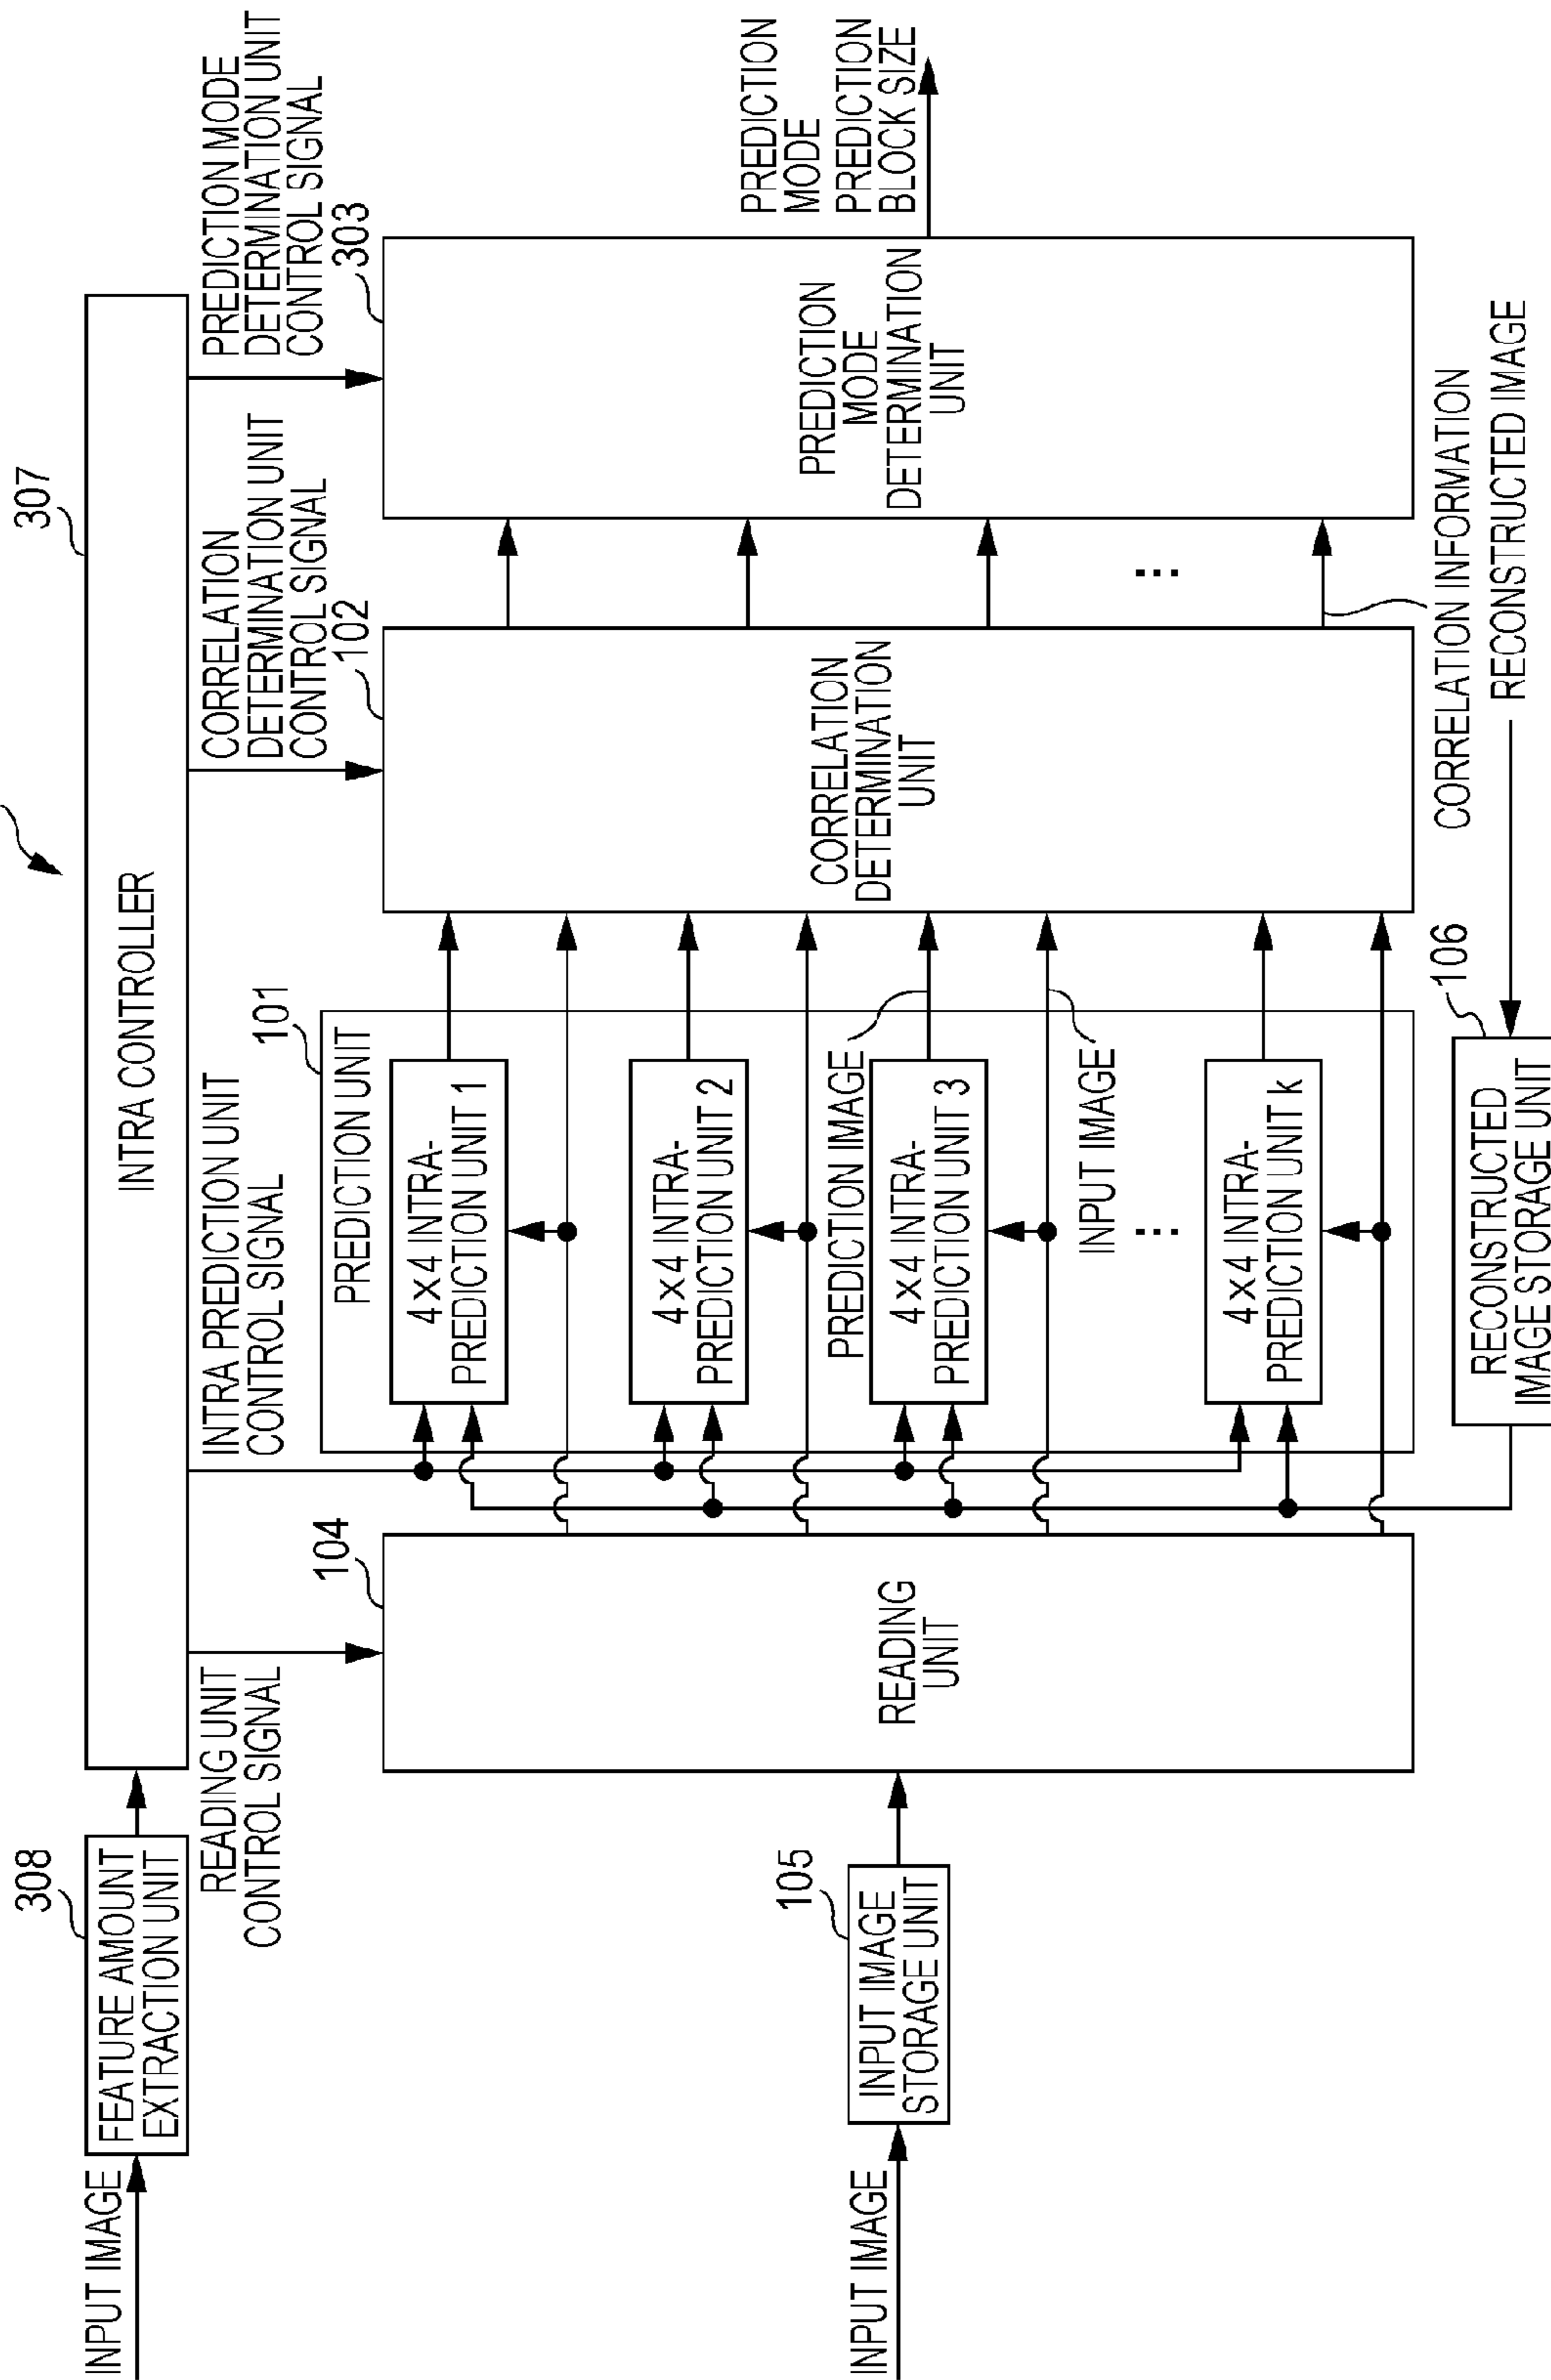 307
308
INPUT IMAGE
FEATURE AMOUNT
EXTRACTION UNIT
INTRA CONTROLLER
READING UNIT
CONTROL SIGNAL
INTRA PREDICTION UNIT
CONTROL SIGNAL
CORRELATION
DETERMINATION UNIT
CONTROL SIGNAL
PREDICTION MODE
DETERMINATION UNIT
CONTROL SIGNAL
104
101
102
303
PREDICTION UNIT
4×4 INTRA-
PREDICTION UNIT 1
4×4 INTRA-
PREDICTION UNIT 2
PREDICTION IMAGE
4×4 INTRA-
PREDICTION UNIT 3
INPUT IMAGE
...
4×4 INTRA-
PREDICTION UNIT k
105
INPUT IMAGE
INPUT IMAGE
STORAGE UNIT
READING
UNIT
CORRELATION
DETERMINATION
UNIT
...
PREDICTION
MODE
DETERMINATION
UNIT
PREDICTION
MODE
PREDICTION
BLOCK SIZE
CORRELATION INFORMATION
106
RECONSTRUCTED
IMAGE STORAGE UNIT
RECONSTRUCTED IMAGE